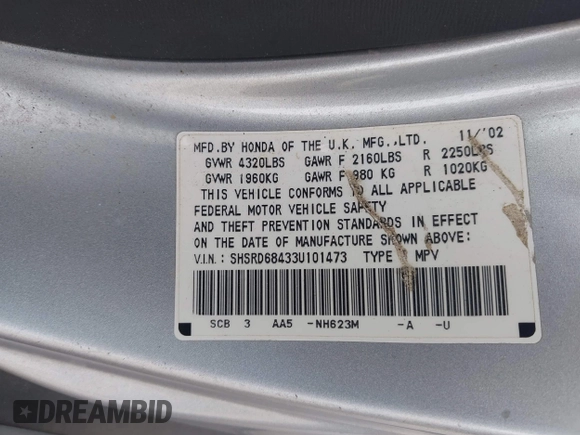 MFD.BY HONDA OF THE U.K. MFG.,LTD. 11/'02
GVWR 4320LBS GAWR F 2160LBS R 2250LBS
GVWR 1960KG GAWR F 980 KG R 1020KG
THIS VEHICLE CONFORMS TO ALL APPLICABLE
FEDERAL MOTOR VEHICLE SAFETY
AND THEFT PREVENTION STANDARDS IN EFFECT
ON THE DATE OF MANUFACTURE SHOWN ABOVE:
V.I.N.: SHSRD68433U101473 TYPE : MPV
SCB 3 AA5 -NH623M -A -U
DREAMBID